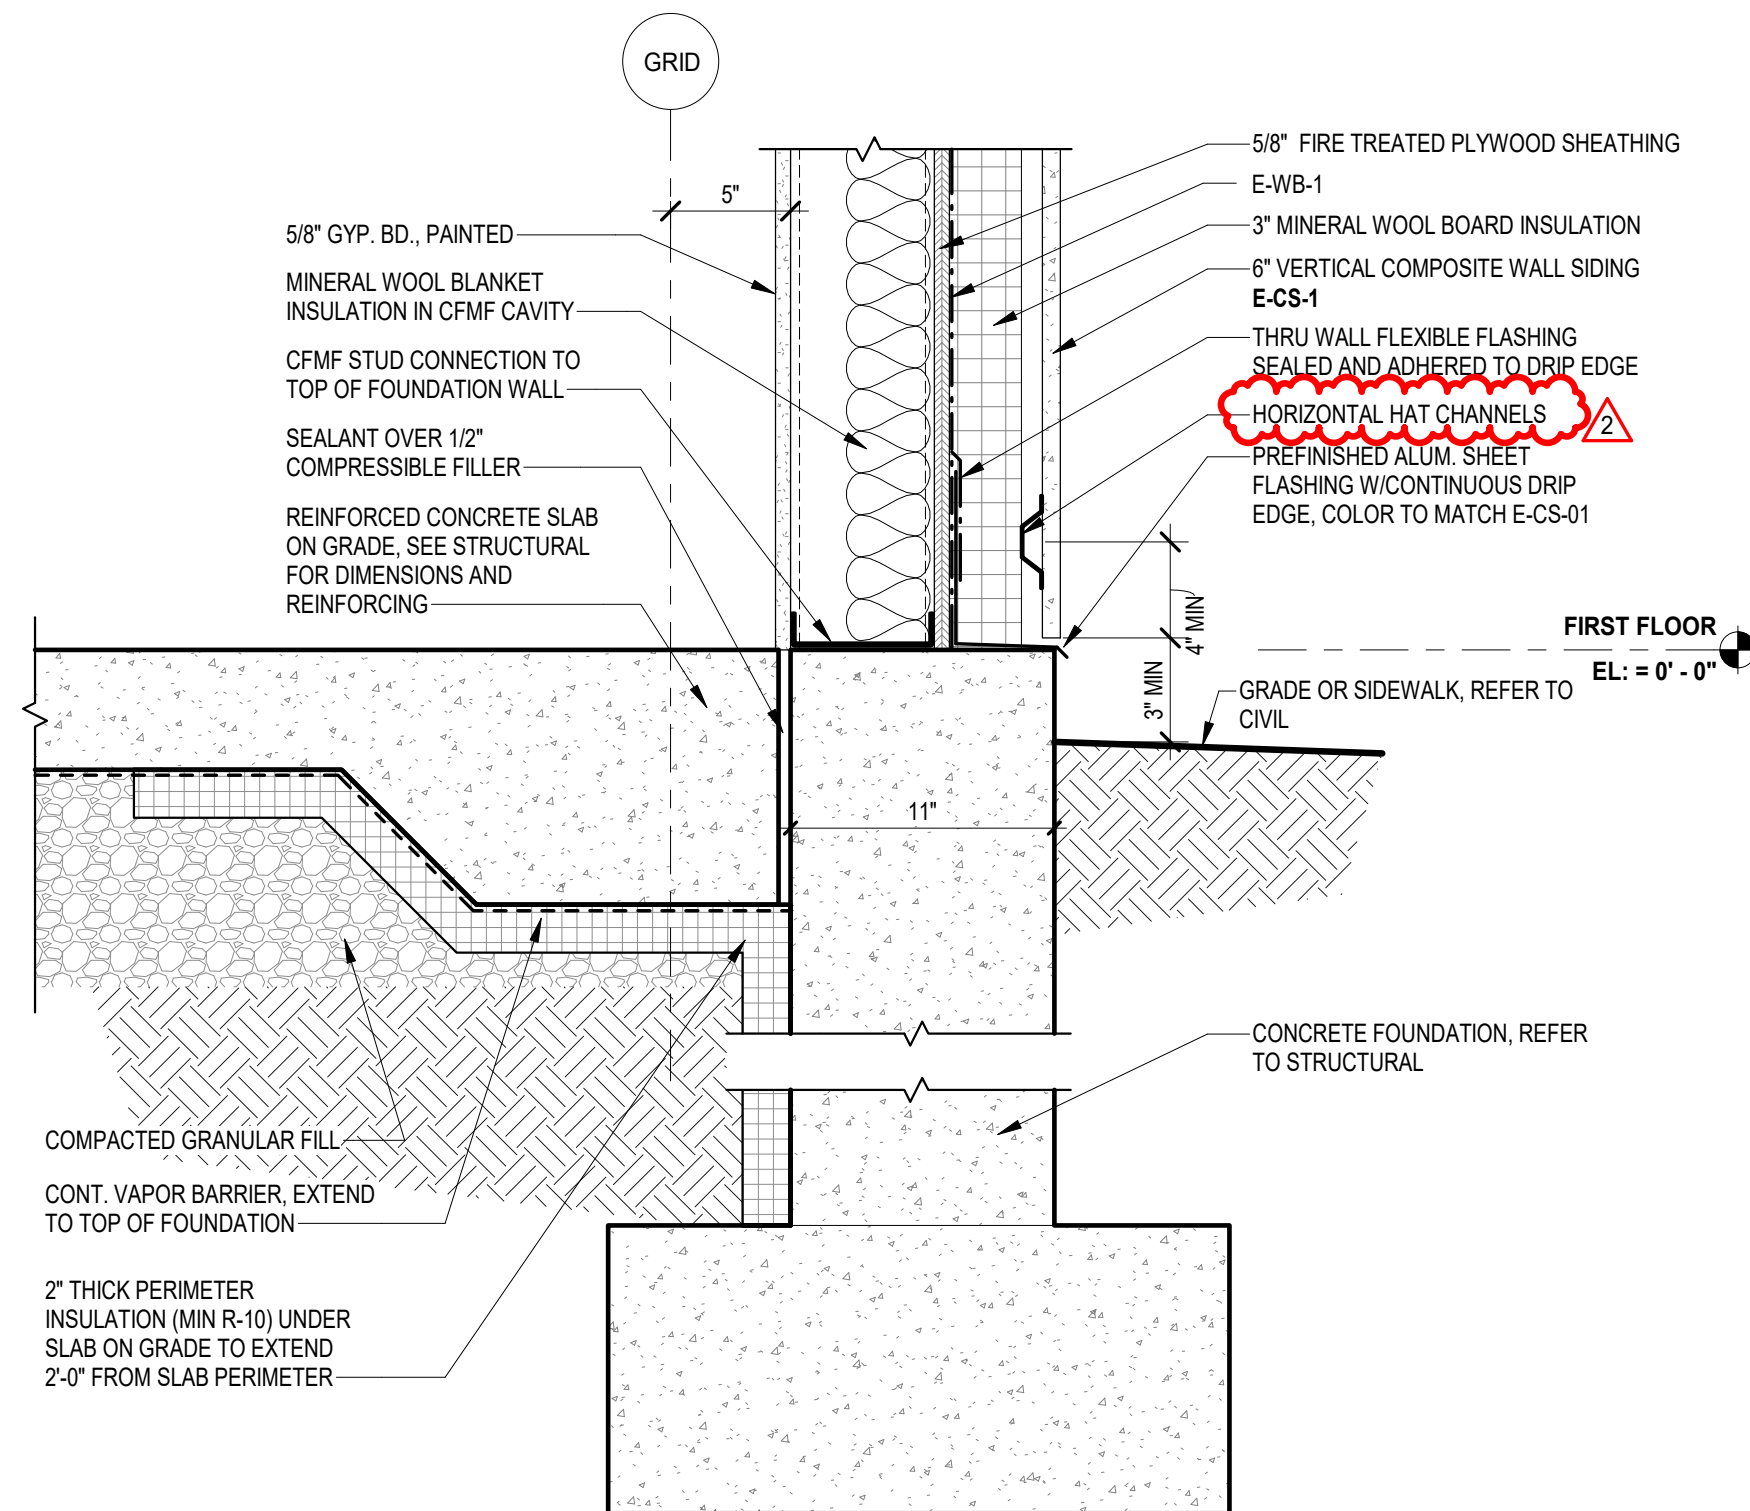 GRID
5"
5/8" GYP. BD., PAINTED
MINERAL WOOL BLANKET
INSULATION IN CFMF CAVITY
CFMF STUD CONNECTION TO
TOP OF FOUNDATION WALL
SEALANT OVER 1/2"
COMPRESSIBLE FILLER
REINFORCED CONCRETE SLAB
ON GRADE, SEE STRUCTURAL
FOR DIMENSIONS AND
REINFORCING
5/8" FIRE TREATED PLYWOOD SHEATHING
E-WB-1
3" MINERAL WOOL BOARD INSULATION
6" VERTICAL COMPOSITE WALL SIDING
E-CS-1
THRU WALL FLEXIBLE FLASHING
SEALED AND ADHERED TO DRIP EDGE
HORIZONTAL HAT CHANNELS
2
PREFINISHED ALUM. SHEET
FLASHING W/CONTINUOUS DRIP
EDGE, COLOR TO MATCH E-CS-01
4" MIN
3" MIN
FIRST FLOOR
EL: = 0' - 0"
GRADE OR SIDEWALK, REFER TO
CIVIL
11"
CONCRETE FOUNDATION, REFER
TO STRUCTURAL
COMPACTED GRANULAR FILL
CONT. VAPOR BARRIER, EXTEND
TO TOP OF FOUNDATION
2" THICK PERIMETER
INSULATION (MIN R-10) UNDER
SLAB ON GRADE TO EXTEND
2'-0" FROM SLAB PERIMETER